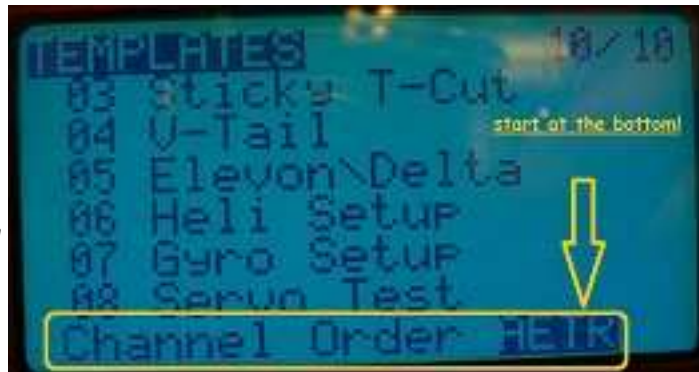 TEMPLATES 10/10
03 Sticky T-Cut
04 V-Tail
start at the bottom!
05 Elevon\Delta
06 Heli Setup
07 Gyro Setup
08 Servo Test
Channel Order AETR